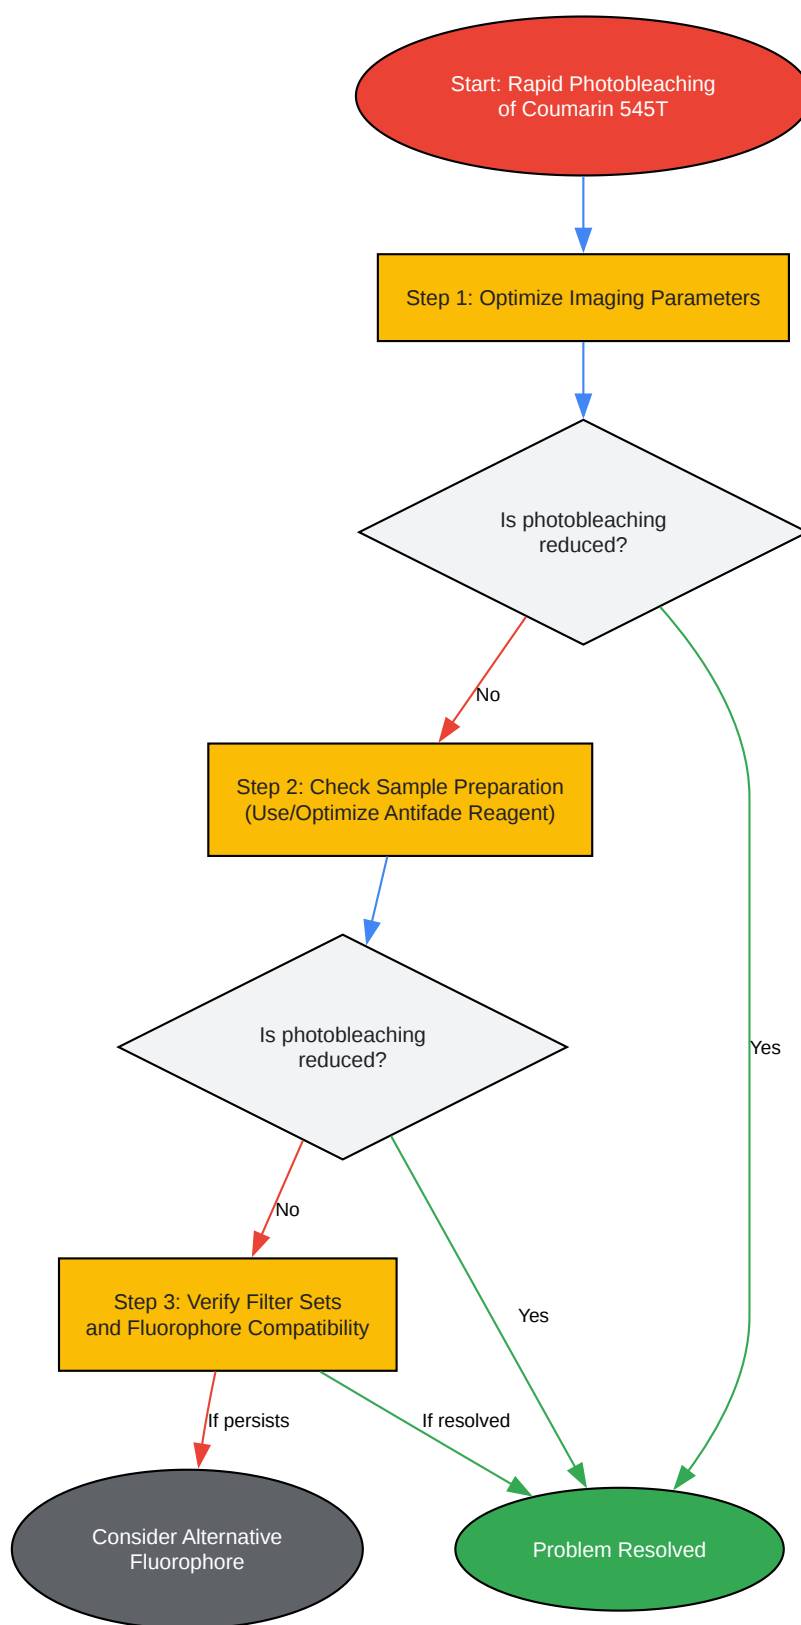 Start: Rapid Photobleaching
of Coumarin 545T
Step 1: Optimize Imaging Parameters
Is photobleaching
reduced?
No
Step 2: Check Sample Preparation
(Use/Optimize Antifade Reagent)
Is photobleaching
reduced?
Yes
No
Step 3: Verify Filter Sets
and Fluorophore Compatibility
Yes
If persists
If resolved
Consider Alternative
Fluorophore
Problem Resolved